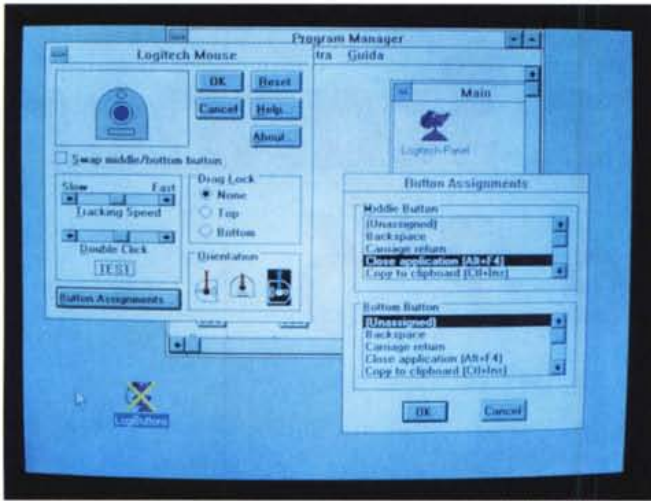 Program Manager
tra Guida
Logitech Mouse
OK
Reset
Cancel
Help...
About...
Swap middle/bottom button
Slow Fast
Tracking Speed
Double Click
TEST
Button Assignments...
Drag Lock
None
Top
Bottom
Orientation
Main
Logitech-Panel
Button Assignments
Middle Button
(Unassigned)
Backspace
Carriage return
Close application (Alt+F4)
Copy to clipboard (Ctl+Ins)
Bottom Button
(Unassigned)
Backspace
Carriage return
Close application (Alt+F4)
Copy to clipboard (Ctl+Ins)
OK
Cancel
LogiButtons